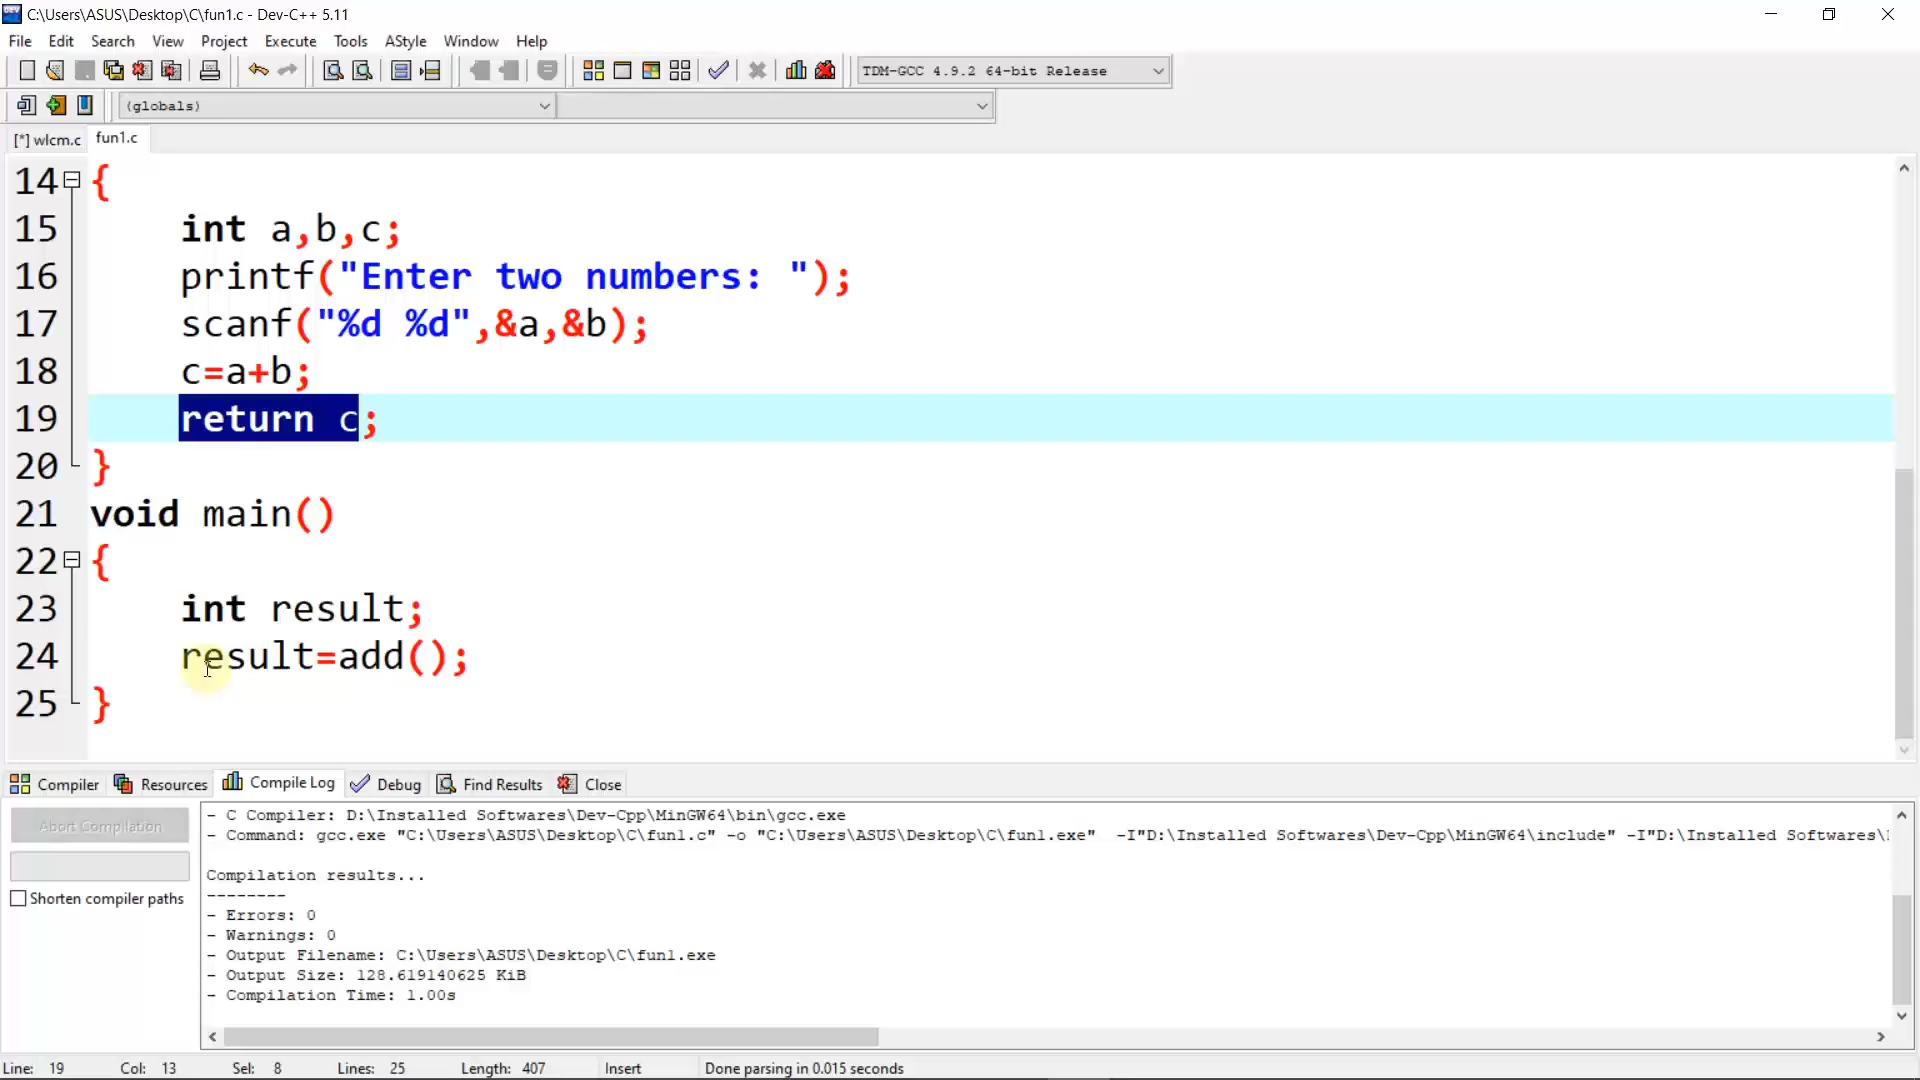 C:\Users\ASUS\Desktop\C\fun1.c - Dev-C++ 5.11
File Edit Search View Project Execute Tools AStyle Window Help
TDM-GCC 4.9.2 64-bit Release
(globals)
[*] wlcm.c fun1.c
14 {
15 int a,b,c;
16 printf("Enter two numbers: ");
17 scanf("%d %d",&a,&b);
18 c=a+b;
19 return c;
20 }
21 void main()
22 {
23 int result;
24 result=add();
25 }
Compiler Resources Compile Log Debug Find Results Close
Abort Compilation
Shorten compiler paths
- C Compiler: D:\Installed Softwares\Dev-Cpp\MinGW64\bin\gcc.exe
- Command: gcc.exe "C:\Users\ASUS\Desktop\C\fun1.c" -o "C:\Users\ASUS\Desktop\C\fun1.exe" -I"D:\Installed Softwares\Dev-Cpp\MinGW64\include" -I"D:\Installed Softwares\
Compilation results...
--------
- Errors: 0
- Warnings: 0
- Output Filename: C:\Users\ASUS\Desktop\C\fun1.exe
- Output Size: 128.619140625 KiB
- Compilation Time: 1.00s
Line: 19 Col: 13 Sel: 8 Lines: 25 Length: 407 Insert Done parsing in 0.015 seconds